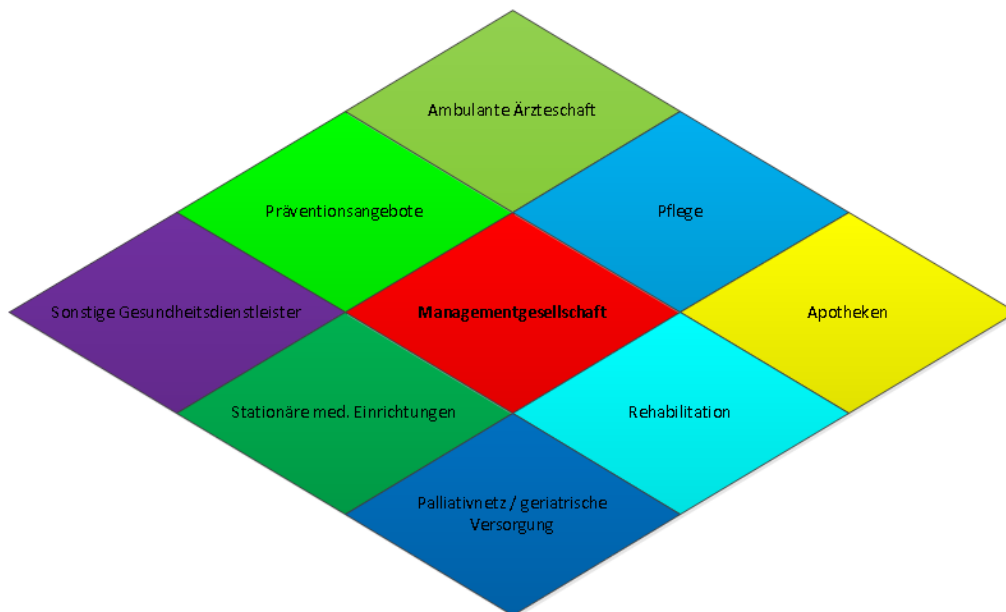 Ambulante Ärzteschaft
Präventionsangebote
Pflege
Sonstige Gesundheitsdienstleister
Managementgesellschaft
Apotheken
Stationäre med. Einrichtungen
Rehabilitation
Palliativnetz / geriatrische
Versorgung